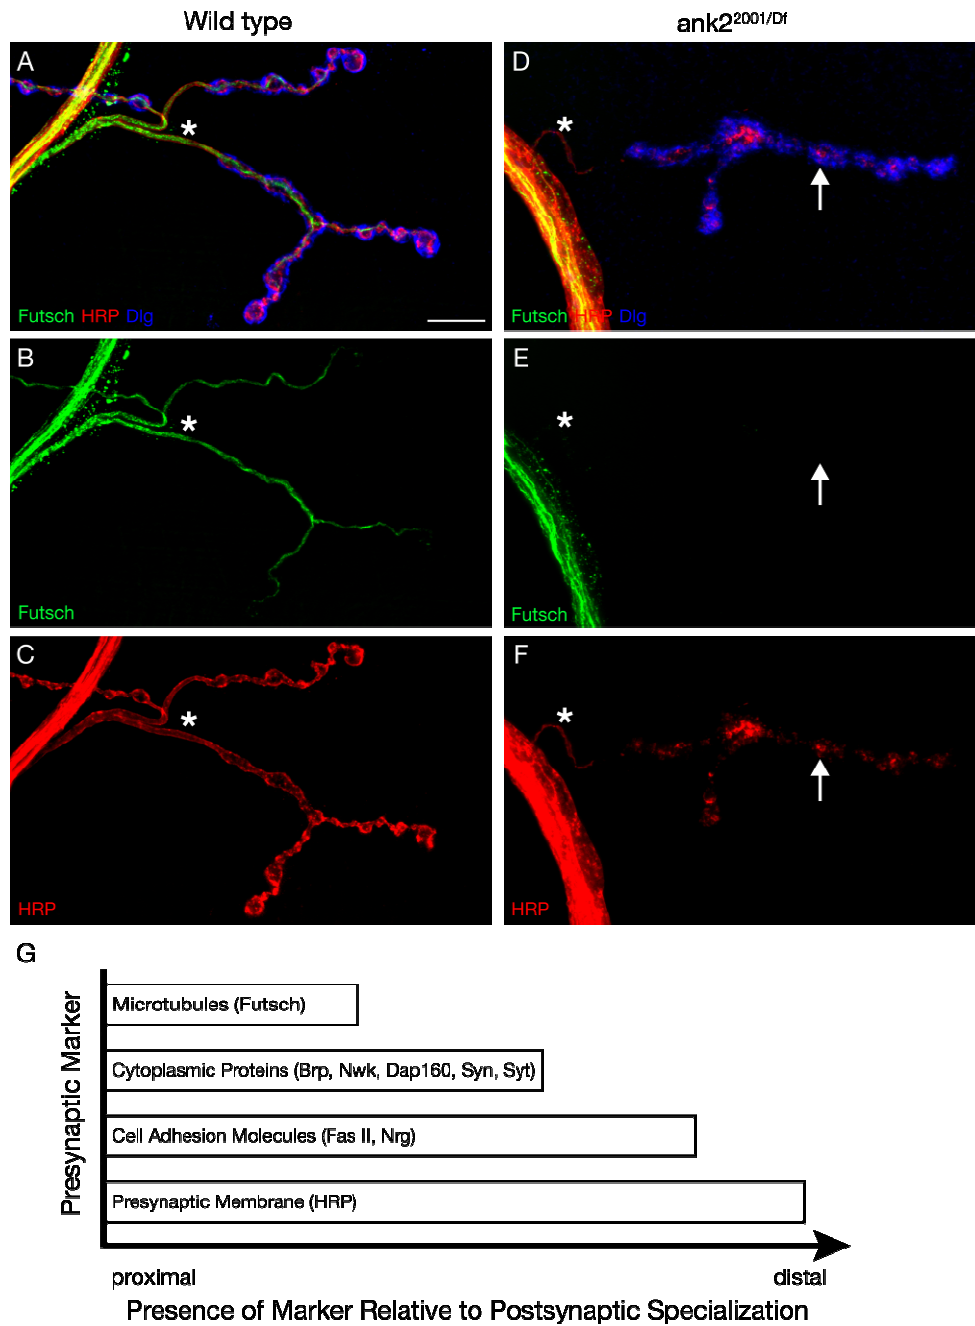 Wild type
ank2^2001/Df
A
*
Futsch HRP Dlg
D
*
Futsch HRP Dlg
B
*
Futsch
E
*
Futsch
C
*
HRP
F
*
HRP
G
Presynaptic Marker
Microtubules (Futsch)
Cytoplasmic Proteins (Brp, Nwk, Dap160, Syn, Syt)
Cell Adhesion Molecules (Fas II, Nrg)
Presynaptic Membrane (HRP)
proximal distal
Presence of Marker Relative to Postsynaptic Specialization